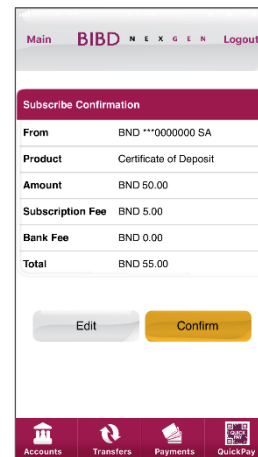 Main BIBD NEXGEN Logout
Subscribe Confirmation
From BND ***0000000 SA
Product Certificate of Deposit
Amount BND 50.00
Subscription Fee BND 5.00
Bank Fee BND 0.00
Total BND 55.00
Edit Confirm
QUICK PAY
Accounts Transfers Payments QuickPay